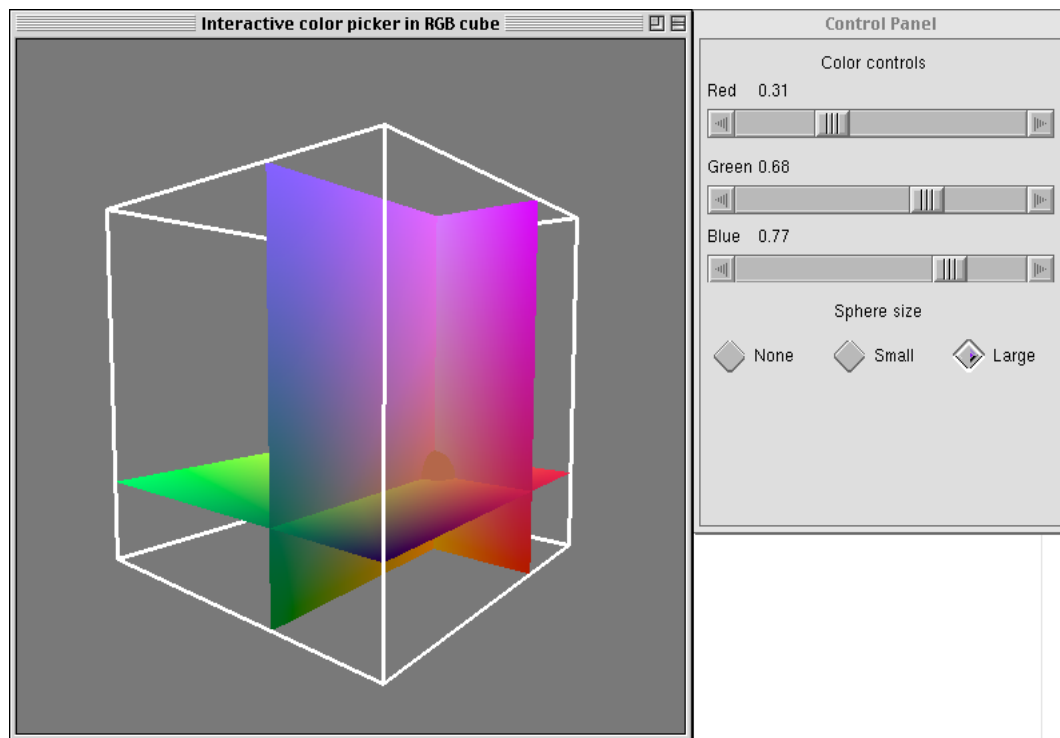 Interactive color picker in RGB cube
Control Panel
Color controls
Red 0.31
Green 0.68
Blue 0.77
Sphere size
None Small Large